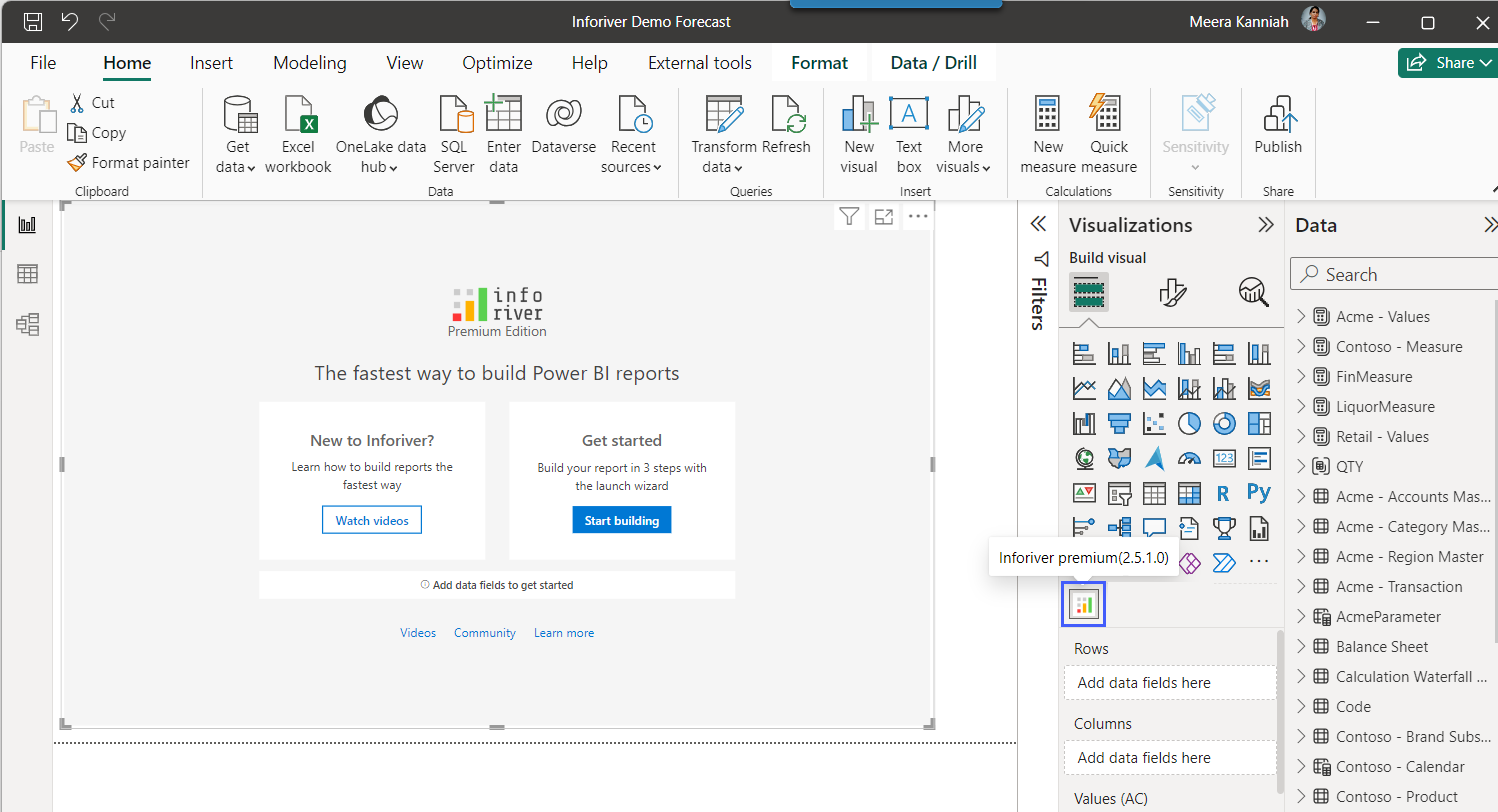 Inforiver Demo Forecast
Meera Kanniah
File Home Insert Modeling View Optimize Help External tools Format Data / Drill
Share
Paste
Cut
Copy
Format painter
Clipboard
Get data
Excel workbook
OneLake data hub
SQL Server
Enter data
Dataverse
Recent sources
Data
Transform data
Refresh
Queries
New visual
Text box
More visuals
Insert
New measure
Quick measure
Calculations
Sensitivity
Sensitivity
Publish
Share
info
river
Premium Edition
The fastest way to build Power BI reports
New to Inforiver?
Learn how to build reports the
fastest way
Watch videos
Get started
Build your report in 3 steps with
the launch wizard
Start building
Add data fields to get started
Videos Community Learn more
Filters
Visualizations
Build visual
123
R
Py
Inforiver premium(2.5.1.0)
Rows
Add data fields here
Columns
Add data fields here
Values (AC)
Data
Search
Acme - Values
Contoso - Measure
FinMeasure
LiquorMeasure
Retail - Values
QTY
Acme - Accounts Mas...
Acme - Category Mas...
Acme - Region Master
Acme - Transaction
AcmeParameter
Balance Sheet
Calculation Waterfall ...
Code
Contoso - Brand Subs...
Contoso - Calendar
Contoso - Product